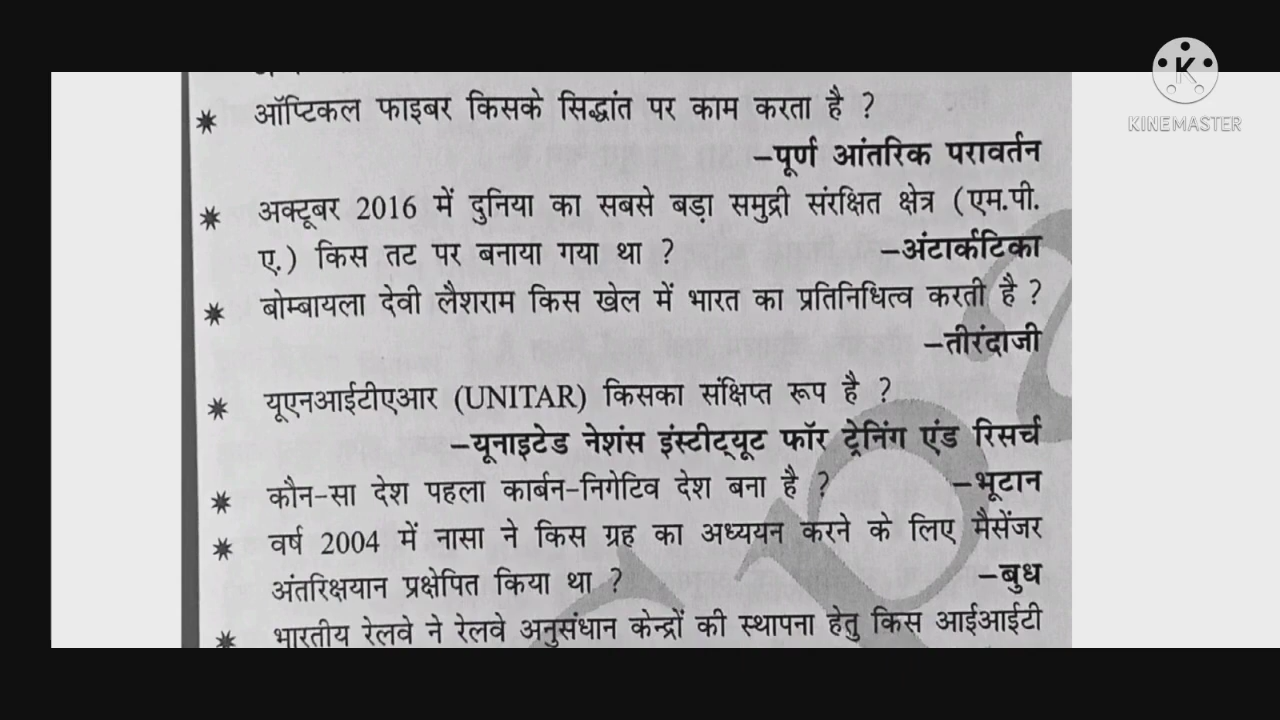 ऑप्टिकल फाइबर किसके सिद्धांत पर काम करता है ?
–पूर्ण आंतरिक परावर्तन
अक्टूबर 2016 में दुनिया का सबसे बड़ा समुद्री संरक्षित क्षेत्र (एम.पी.
ए.) किस तट पर बनाया गया था ? –अंटार्कटिका
बोम्बायला देवी लैशराम किस खेल में भारत का प्रतिनिधित्व करती है ?
–तीरंदाजी
यूएनआईटीएआर (UNITAR) किसका संक्षिप्त रूप है ?
–यूनाइटेड नेशंस इंस्टीट्यूट फॉर ट्रेनिंग एंड रिसर्च
कौन-सा देश पहला कार्बन-निगेटिव देश बना है ? –भूटान
वर्ष 2004 में नासा ने किस ग्रह का अध्ययन करने के लिए मैसेंजर
अंतरिक्षयान प्रक्षेपित किया था ? –बुध
भारतीय रेलवे ने रेलवे अनुसंधान केन्द्रों की स्थापना हेतु किस आईआईटी
K
KINEMASTER